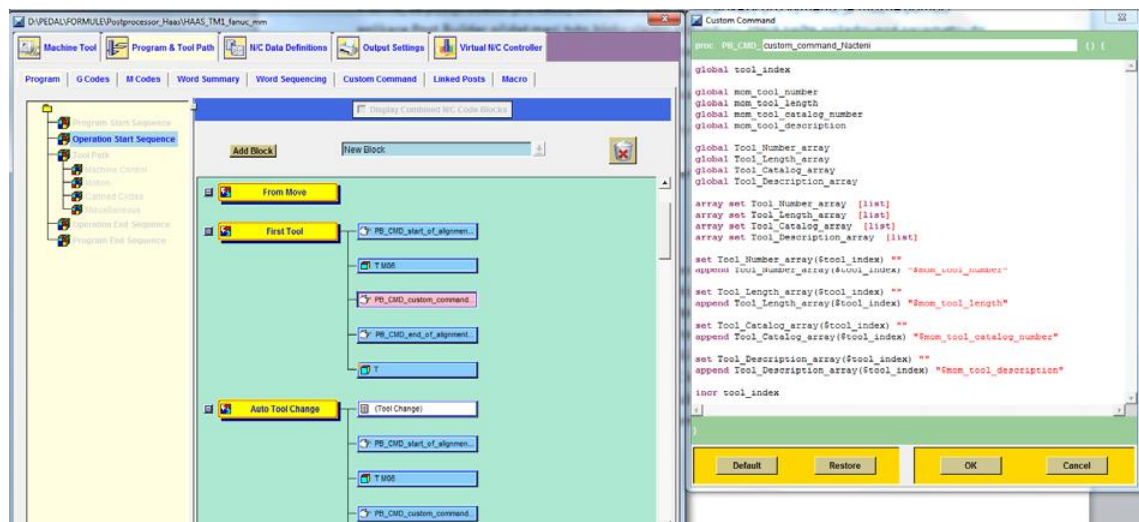 D:\PEDAL\FORMULE\Postprocessor_Haas\HAAS_TM1_fanuc_mm
Machine Tool
Program & Tool Path
N/C Data Definitions
Output Settings
Virtual N/C Controller
Program
G Codes
M Codes
Word Summary
Word Sequencing
Custom Command
Linked Posts
Macro
Program Start Sequence
Operation Start Sequence
Tool Path
Machine Control
Motion
Canned Cycles
Miscellaneous
Operation End Sequence
Program End Sequence
Display Combined N/C Code Blocks
Add Block
New Block
From Move
First Tool
PB_CMD_start_of_alignmen...
T M06
PB_CMD_custom_command...
PB_CMD_end_of_alignment...
T
Auto Tool Change
(Tool Change)
PB_CMD_start_of_alignmen...
T M06
PB_CMD_custom_command...
Custom Command
proc PB_CMD_ custom_command_Nacteni () {
global tool_index
global mom_tool_number
global mom_tool_length
global mom_tool_catalog_number
global mom_tool_description
global Tool_Number_array
global Tool_Length_array
global Tool_Catalog_array
global Tool_Description_array
array set Tool_Number_array [list]
array set Tool_Length_array [list]
array set Tool_Catalog_array [list]
array set Tool_Description_array [list]
set Tool_Number_array($tool_index) ""
append Tool_Number_array($tool_index) "$mom_tool_number"
set Tool_Length_array($tool_index) ""
append Tool_Length_array($tool_index) "$mom_tool_length"
set Tool_Catalog_array($tool_index) ""
append Tool_Catalog_array($tool_index) "$mom_tool_catalog_number"
set Tool_Description_array($tool_index) ""
append Tool_Description_array($tool_index) "$mom_tool_description"
incr tool_index
}
Default
Restore
OK
Cancel